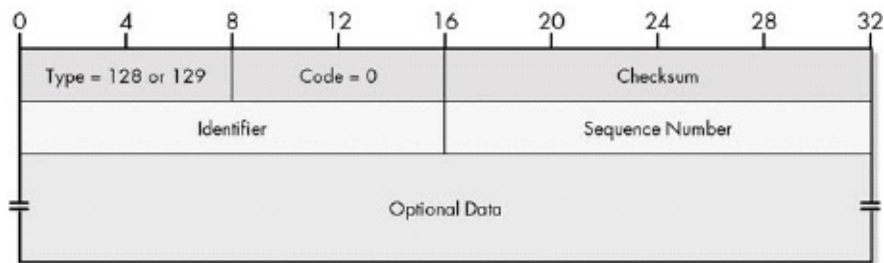 0 4 8 12 16 20 24 28 32
Type = 128 or 129 Code = 0 Checksum
Identifier Sequence Number
Optional Data